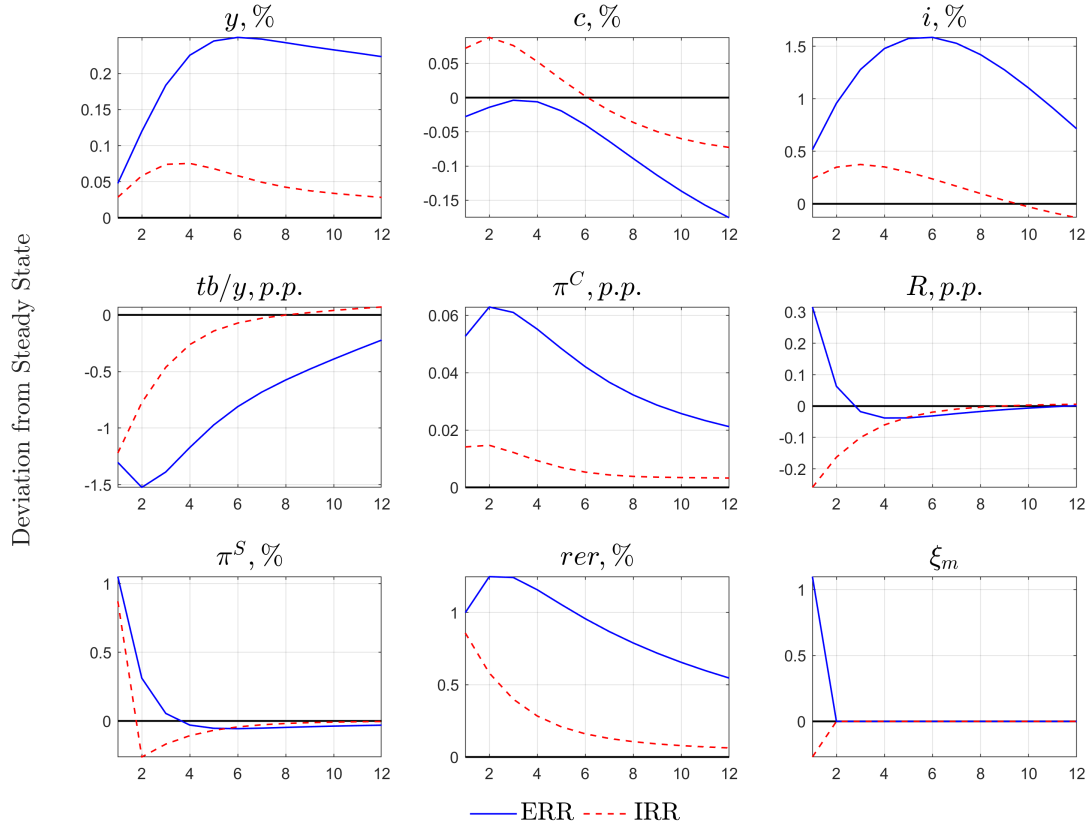 Deviation from Steady State
y, %
0.2
0.15
0.1
0.05
0
2 4 6 8 10 12
c, %
0.05
0
-0.05
-0.1
-0.15
2 4 6 8 10 12
i, %
1.5
1
0.5
0
2 4 6 8 10 12
tb/y, p.p.
0
-0.5
-1
-1.5
2 4 6 8 10 12
π^C, p.p.
0.06
0.04
0.02
0
2 4 6 8 10 12
R, p.p.
0.3
0.2
0.1
0
-0.1
-0.2
2 4 6 8 10 12
π^S, %
1
0.5
0
2 4 6 8 10 12
rer, %
1
0.5
0
2 4 6 8 10 12
ξ_m
1
0.5
0
2 4 6 8 10 12
ERR IRR